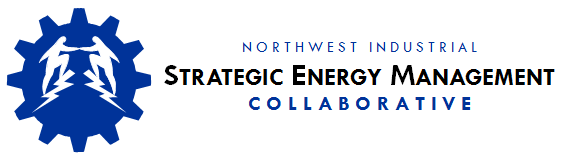 NORTHWEST INDUSTRIAL
STRATEGIC ENERGY MANAGEMENT
COLLABORATIVE